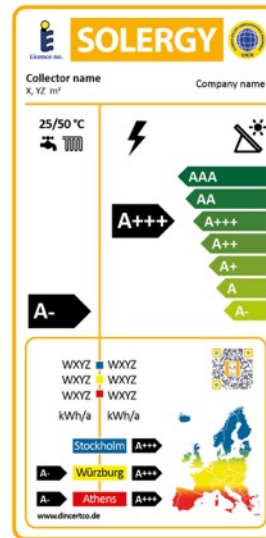 SOLERGY
Licence no.
Collector name
X, YZ m²
Company name
25/50 °C
AAA
AA
A+++
A+++
A++
A+
A
A-
A-
WXYZ WXYZ
WXYZ WXYZ
WXYZ WXYZ
kWh/a kWh/a
Stockholm A+++
A- Würzburg A+++
A- Athens A+++
www.dincertco.de